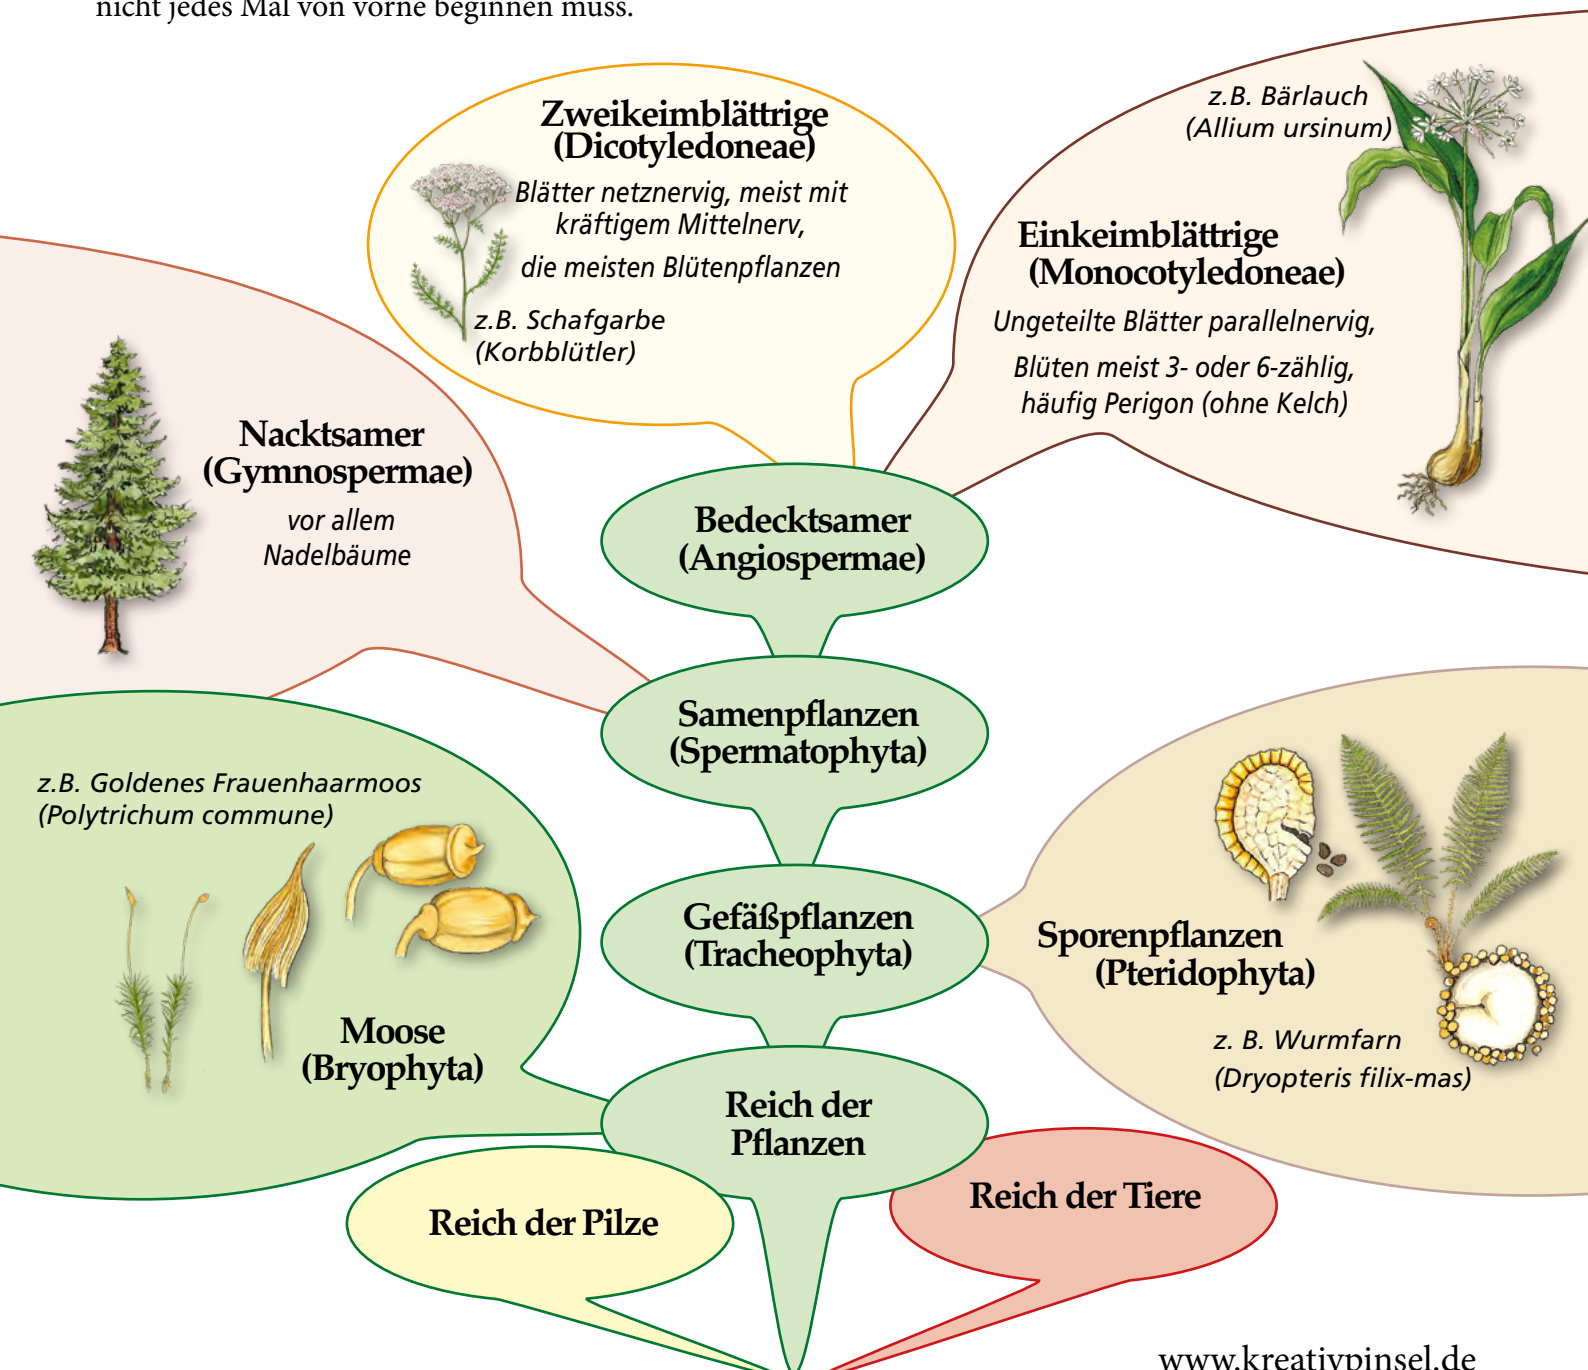 nicht jedes Mal von vorne beginnen muss.
Zweikeimblättrige
(Dicotyledoneae)
Blätter netznervig, meist mit
kräftigem Mittelnerv,
die meisten Blütenpflanzen
z.B. Schafgarbe
(Korbblütler)
z.B. Bärlauch
(Allium ursinum)
Einkeimblättrige
(Monocotyledoneae)
Ungeteilte Blätter parallelnervig,
Blüten meist 3- oder 6-zählig,
häufig Perigon (ohne Kelch)
Nacktsamer
(Gymnospermae)
vor allem
Nadelbäume
Bedecktsamer
(Angiospermae)
Samenpflanzen
(Spermatophyta)
z.B. Goldenes Frauenhaarmoos
(Polytrichum commune)
Moose
(Bryophyta)
Gefäßpflanzen
(Tracheophyta)
Sporenpflanzen
(Pteridophyta)
z. B. Wurmfarn
(Dryopteris filix-mas)
Reich der
Pflanzen
Reich der Pilze
Reich der Tiere
www.kreativpinsel.de